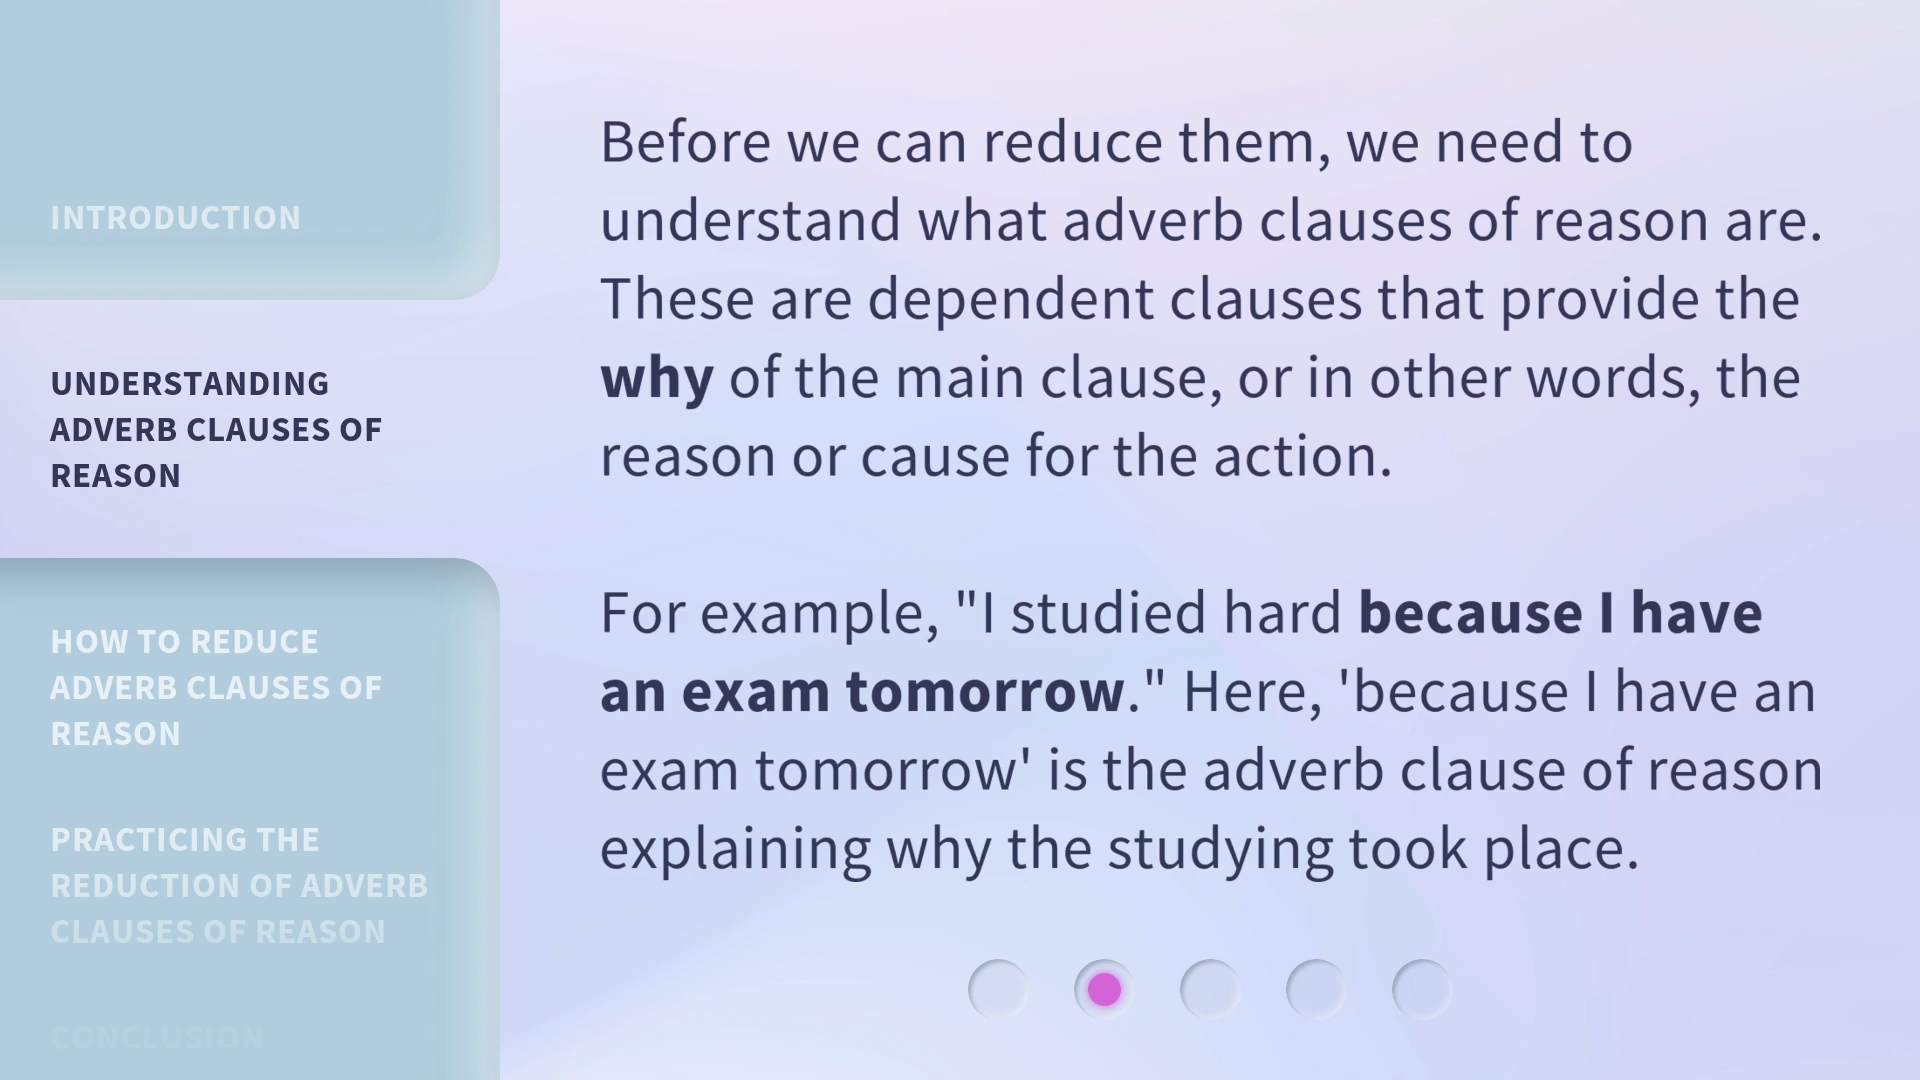 INTRODUCTION
UNDERSTANDING
ADVERB CLAUSES OF
REASON
HOW TO REDUCE
ADVERB CLAUSES OF
REASON
PRACTICING THE
REDUCTION OF ADVERB
CLAUSES OF REASON
CONCLUSION
Before we can reduce them, we need to
understand what adverb clauses of reason are.
These are dependent clauses that provide the
why of the main clause, or in other words, the
reason or cause for the action.
For example, "I studied hard because I have
an exam tomorrow." Here, 'because I have an
exam tomorrow' is the adverb clause of reason
explaining why the studying took place.